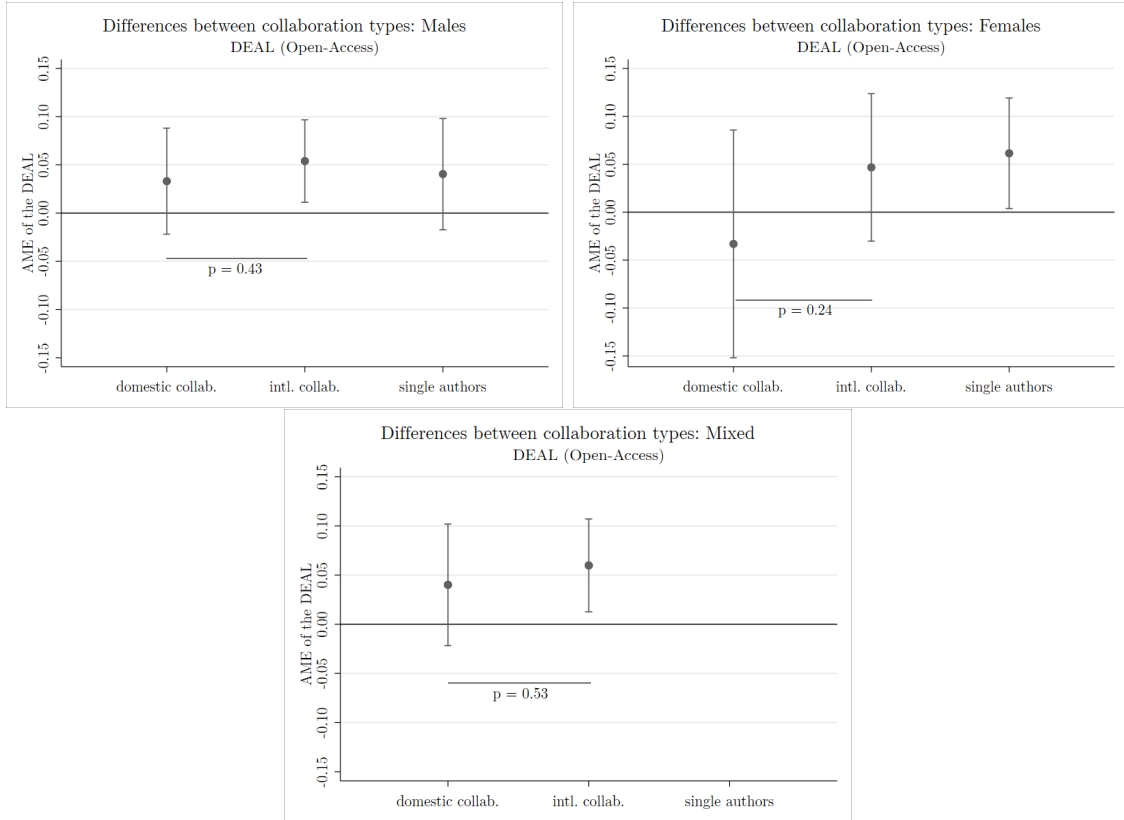 Differences between collaboration types: Males
DEAL (Open-Access)
AME of the DEAL
0.15
0.10
0.05
0.00
-0.05
-0.10
-0.15
p = 0.43
domestic collab. intl. collab. single authors
Differences between collaboration types: Females
DEAL (Open-Access)
AME of the DEAL
0.15
0.10
0.05
0.00
-0.05
-0.10
-0.15
p = 0.24
domestic collab. intl. collab. single authors
Differences between collaboration types: Mixed
DEAL (Open-Access)
AME of the DEAL
0.15
0.10
0.05
0.00
-0.05
-0.10
-0.15
p = 0.53
domestic collab. intl. collab. single authors